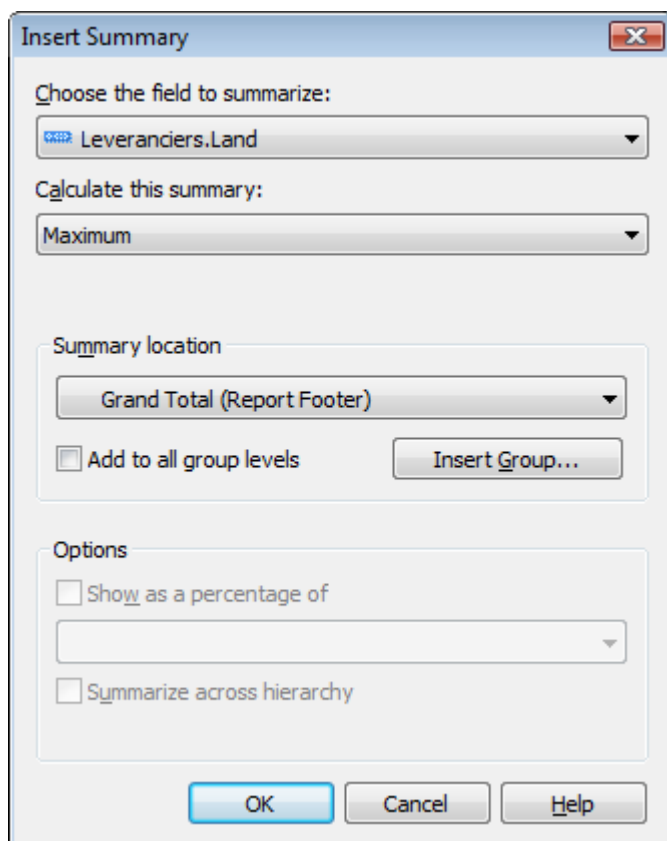 Insert Summary
Choose the field to summarize:
Leveranciers.Land
Calculate this summary:
Maximum
Summary location
Grand Total (Report Footer)
Add to all group levels
Insert Group...
Options
Show as a percentage of
Summarize across hierarchy
OK
Cancel
Help